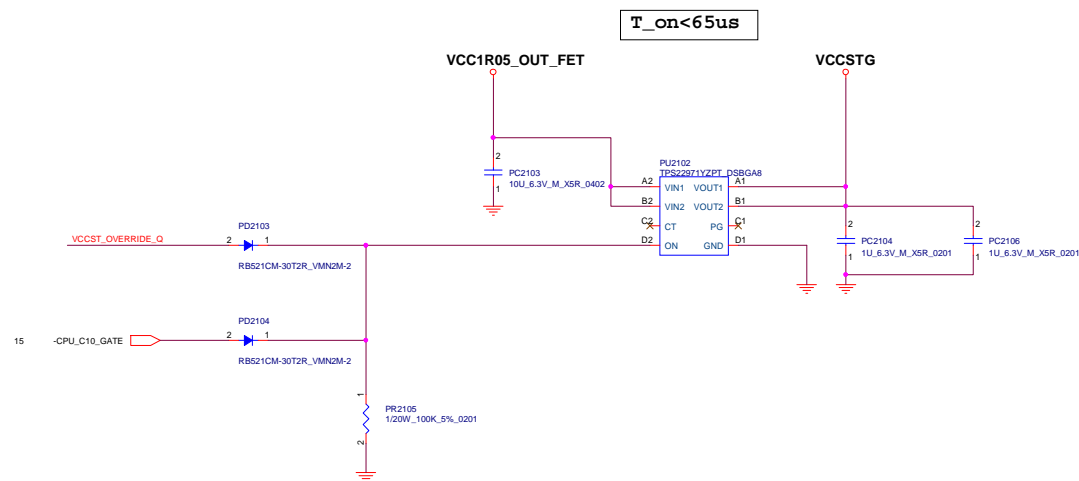 T_on<65us
VCC1R05_OUT_FET
VCCSTG
2
PC2103
10U_6.3V_M_X5R_0402
1
PU2102
TPS22971YZPT_DSBGA8
A2 VIN1 VOUT1 A1
B2 VIN2 VOUT2 B1
C2 CT PG C1
D2 ON GND D1
2
PC2104
1U_6.3V_M_X5R_0201
1
2
PC2106
1U_6.3V_M_X5R_0201
1
VCCST_OVERRIDE_Q
PD2103
2 1
RB521CM-30T2R_VMN2M-2
15 -CPU_C10_GATE
PD2104
2 1
RB521CM-30T2R_VMN2M-2
1
PR2105
1/20W_100K_5%_0201
2